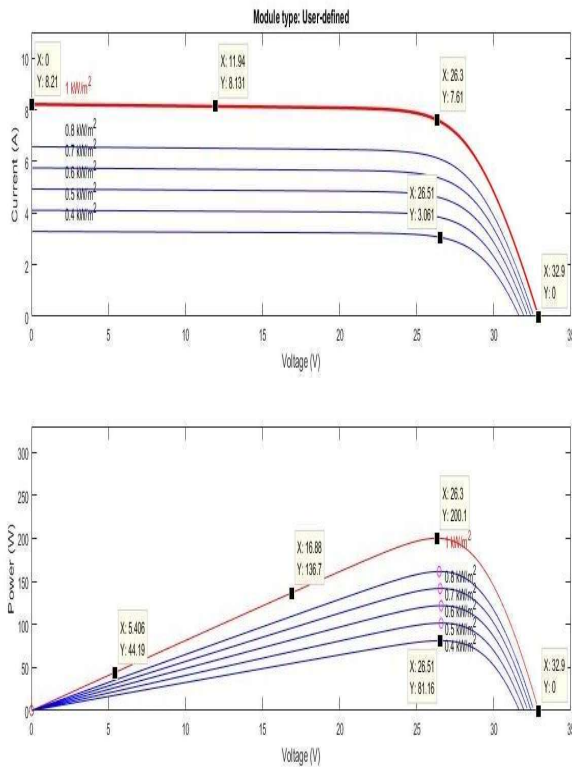 Module type: User-defined
10
8
6
4
2
0
Current (A)
X: 0
Y: 8.21
1 kW/m2
X: 11.94
Y: 8.131
X: 26.3
Y: 7.61
0.8 kW/m2
0.7 kW/m2
0.6 kW/m2
0.5 kW/m2
0.4 kW/m2
X: 26.51
Y: 3.061
X: 32.9
Y: 0
0 5 10 15 20 25 30 35
Voltage (V)
300
250
200
150
100
50
0
Power (W)
X: 26.3
Y: 200.1
1 kW/m2
X: 16.88
Y: 136.7
0.8 kW/m2
0.7 kW/m2
0.6 kW/m2
0.5 kW/m2
0.4 kW/m2
X: 5.406
Y: 44.19
X: 26.51
Y: 81.16
X: 32.9
Y: 0
0 5 10 15 20 25 30 35
Voltage (V)